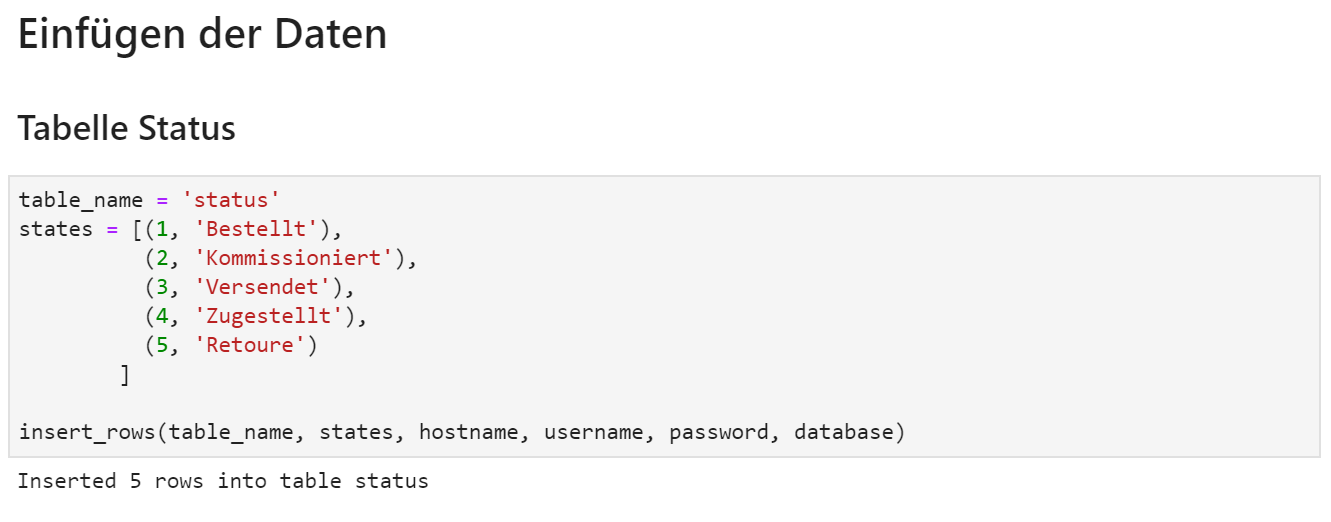 Einfügen der Daten
Tabelle Status
table_name = 'status'
states = [(1, 'Bestellt'),
          (2, 'Kommissioniert'),
          (3, 'Versendet'),
          (4, 'Zugestellt'),
          (5, 'Retoure')
        ]
insert_rows(table_name, states, hostname, username, password, database)
Inserted 5 rows into table status